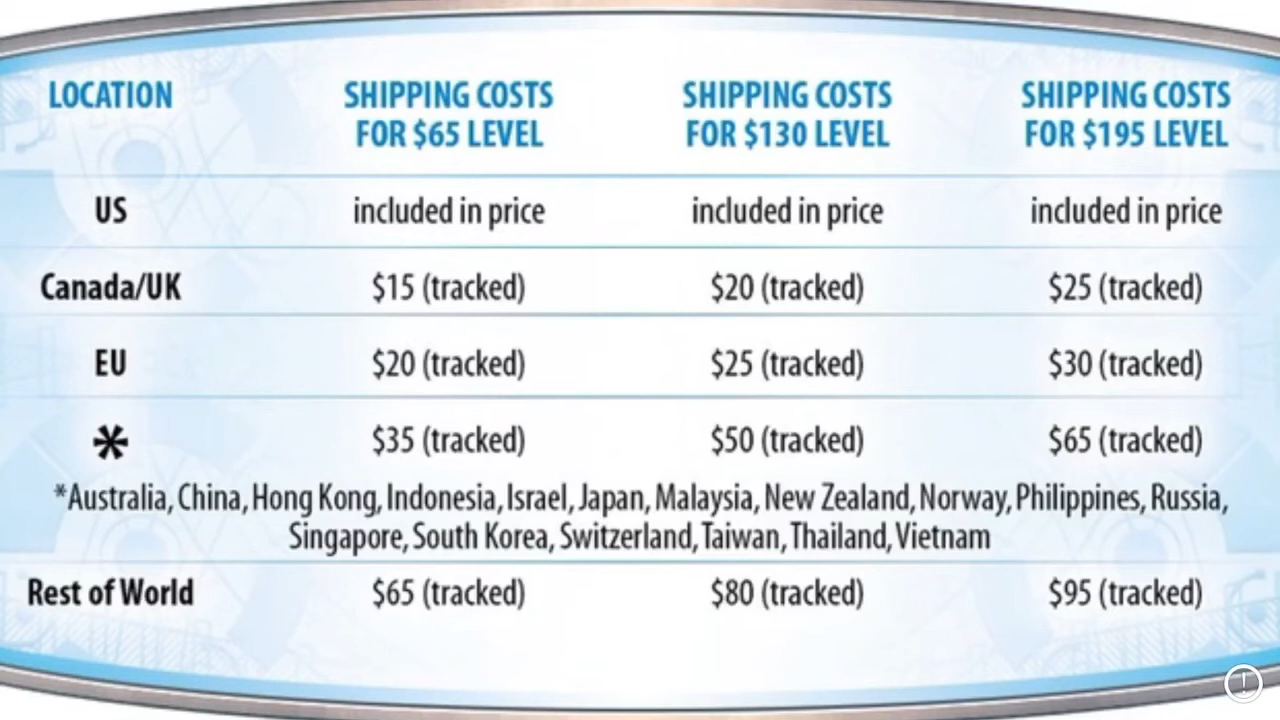 LOCATION SHIPPING COSTS FOR $65 LEVEL SHIPPING COSTS FOR $130 LEVEL SHIPPING COSTS FOR $195 LEVEL
US included in price included in price included in price
Canada/UK $15 (tracked) $20 (tracked) $25 (tracked)
EU $20 (tracked) $25 (tracked) $30 (tracked)
* $35 (tracked) $50 (tracked) $65 (tracked)
*Australia, China, Hong Kong, Indonesia, Israel, Japan, Malaysia, New Zealand, Norway, Philippines, Russia,
Singapore, South Korea, Switzerland, Taiwan, Thailand, Vietnam
Rest of World $65 (tracked) $80 (tracked) $95 (tracked)